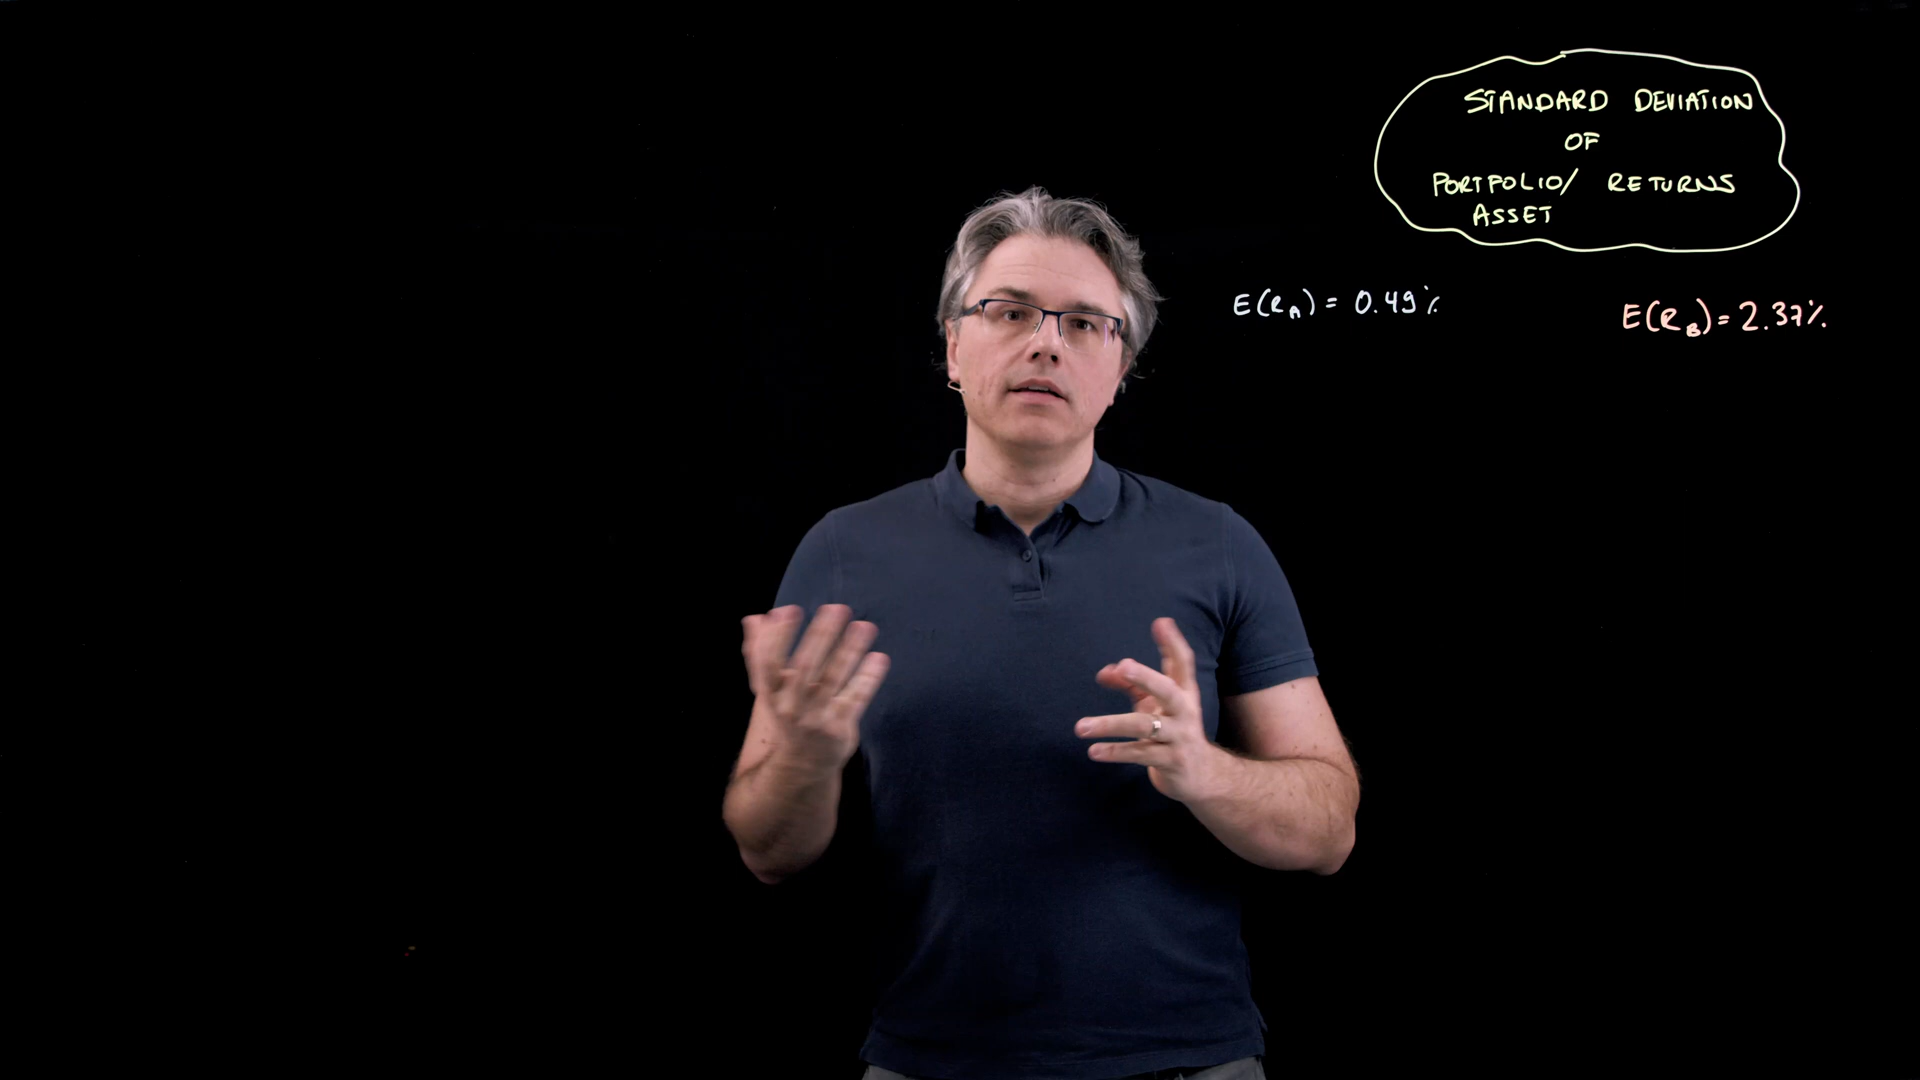 STANDARD DEVIATION
OF
PORTFOLIO/ RETURNS
ASSET
E(RA) = 0.49%
E(RB) = 2.37%